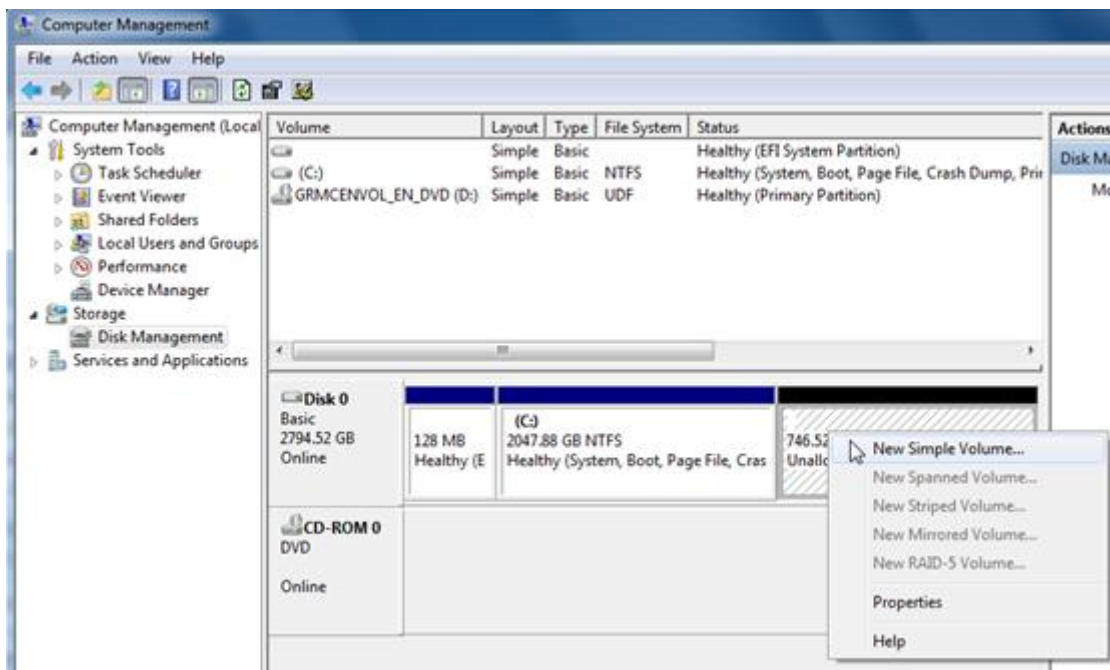 Computer Management
File Action View Help
Computer Management (Local
System Tools
Task Scheduler
Event Viewer
Shared Folders
Local Users and Groups
Performance
Device Manager
Storage
Disk Management
Services and Applications
Volume Layout Type File System Status
Simple Basic Healthy (EFI System Partition)
(C:) Simple Basic NTFS Healthy (System, Boot, Page File, Crash Dump, Prir
GRMCENVOL_EN_DVD (D:) Simple Basic UDF Healthy (Primary Partition)
Actions
Disk Ma
Mo
Disk 0
Basic
2794.52 GB
Online
128 MB
Healthy (E
(C:)
2047.88 GB NTFS
Healthy (System, Boot, Page File, Cras
746.52
Unallo
CD-ROM 0
DVD
Online
New Simple Volume...
New Spanned Volume...
New Striped Volume...
New Mirrored Volume...
New RAID-5 Volume...
Properties
Help